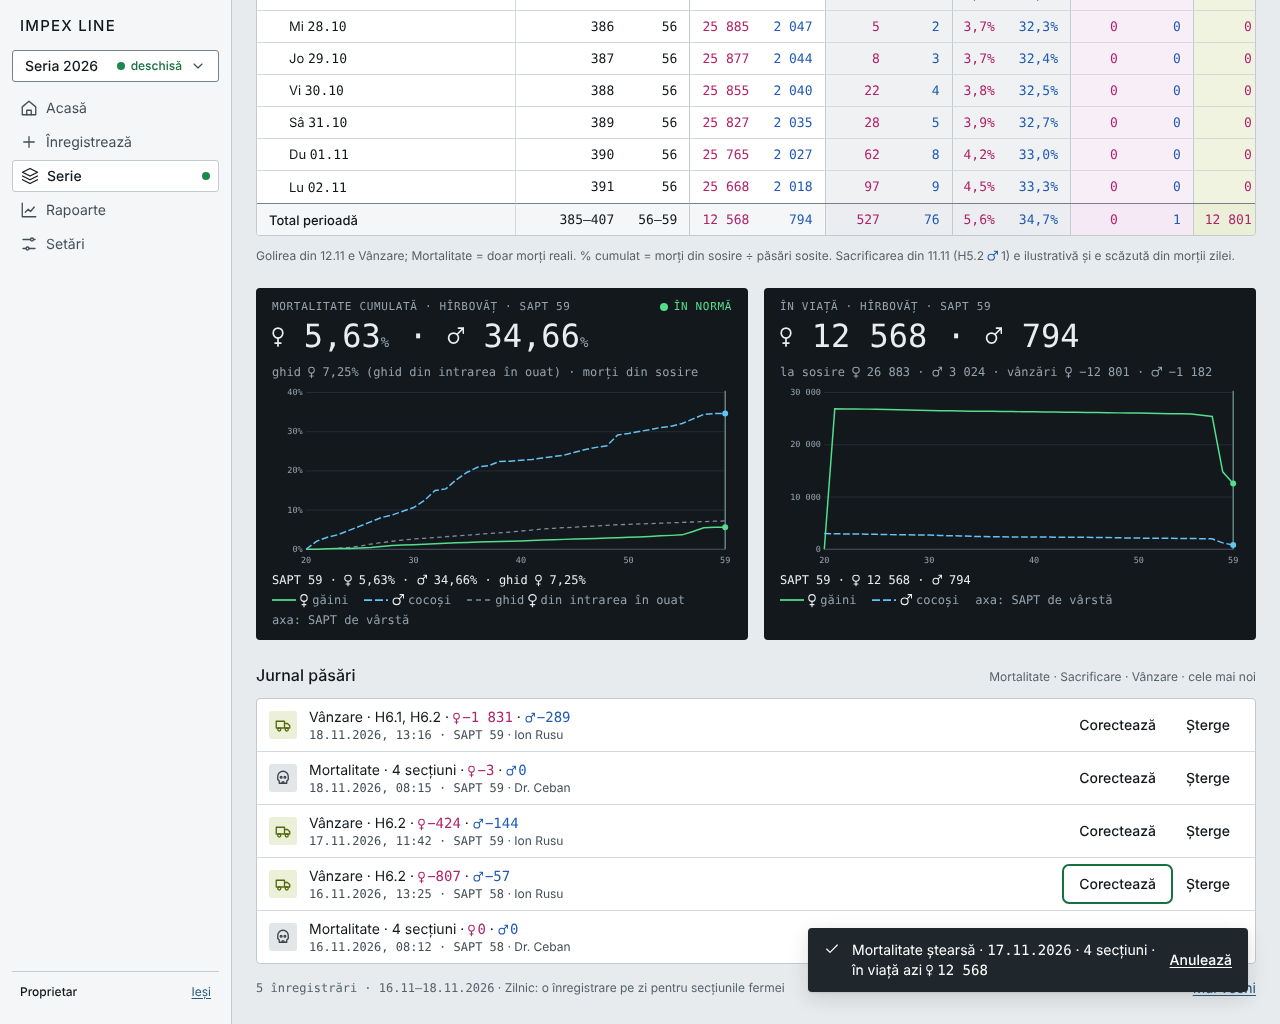 IMPEX LINE
Seria 2026 deschisă
Acasă
Înregistrează
Serie
Rapoarte
Setări
Proprietar Ieși
Mi 28.10 386 56 25 885 2 047 5 2 3,7% 32,3% 0 0 0
Jo 29.10 387 56 25 877 2 044 8 3 3,7% 32,4% 0 0 0
Vi 30.10 388 56 25 855 2 040 22 4 3,8% 32,5% 0 0 0
Sâ 31.10 389 56 25 827 2 035 28 5 3,9% 32,7% 0 0 0
Du 01.11 390 56 25 765 2 027 62 8 4,2% 33,0% 0 0 0
Lu 02.11 391 56 25 668 2 018 97 9 4,5% 33,3% 0 0 0
Total perioadă 385–407 56–59 12 568 794 527 76 5,6% 34,7% 0 1 12 801
Golirea din 12.11 e Vânzare; Mortalitate = doar morți reali. % cumulat = morți din sosire ÷ păsări sosite. Sacrificarea din 11.11 (H5.2 ♂ 1) e ilustrativă și e scăzută din morții zilei.
MORTALITATE CUMULATĂ · HÎRBOVĂȚ · SAPT 59 ÎN NORMĂ
♀ 5,63% · ♂ 34,66%
ghid ♀ 7,25% (ghid din intrarea în ouat) · morți din sosire
40%
30%
20%
10%
0%
20 30 40 50 59
SAPT 59 · ♀ 5,63% · ♂ 34,66% · ghid ♀ 7,25%
♀ găini ♂ cocoși ghid ♀ din intrarea în ouat
axa: SAPT de vârstă
ÎN VIAȚĂ · HÎRBOVĂȚ · SAPT 59
♀ 12 568 · ♂ 794
la sosire ♀ 26 883 · ♂ 3 024 · vânzări ♀ −12 801 · ♂ −1 182
30 000
20 000
10 000
0
20 30 40 50 59
SAPT 59 · ♀ 12 568 · ♂ 794
♀ găini ♂ cocoși axa: SAPT de vârstă
Jurnal păsări Mortalitate · Sacrificare · Vânzare · cele mai noi
Vânzare · H6.1, H6.2 · ♀−1 831 · ♂−289
18.11.2026, 13:16 · SAPT 59 · Ion Rusu
Corectează Șterge
Mortalitate · 4 secțiuni · ♀−3 · ♂0
18.11.2026, 08:15 · SAPT 59 · Dr. Ceban
Corectează Șterge
Vânzare · H6.2 · ♀−424 · ♂−144
17.11.2026, 11:42 · SAPT 59 · Ion Rusu
Corectează Șterge
Vânzare · H6.2 · ♀−807 · ♂−57
16.11.2026, 13:25 · SAPT 58 · Ion Rusu
Corectează Șterge
Mortalitate · 4 secțiuni · ♀0 · ♂0
16.11.2026, 08:12 · SAPT 58 · Dr. Ceban
Mortalitate ștearsă · 17.11.2026 · 4 secțiuni ·
în viață azi ♀ 12 568
Anulează
5 înregistrări · 16.11–18.11.2026 · Zilnic: o înregistrare pe zi pentru secțiunile fermei